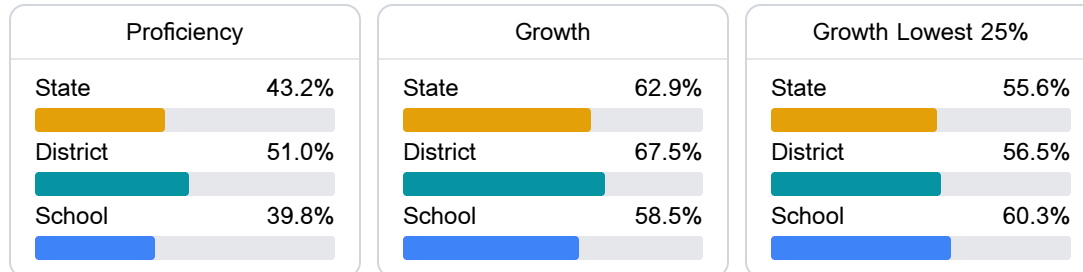 Proficiency
State 43.2%
District 51.0%
School 39.8%
Growth
State 62.9%
District 67.5%
School 58.5%
Growth Lowest 25%
State 55.6%
District 56.5%
School 60.3%